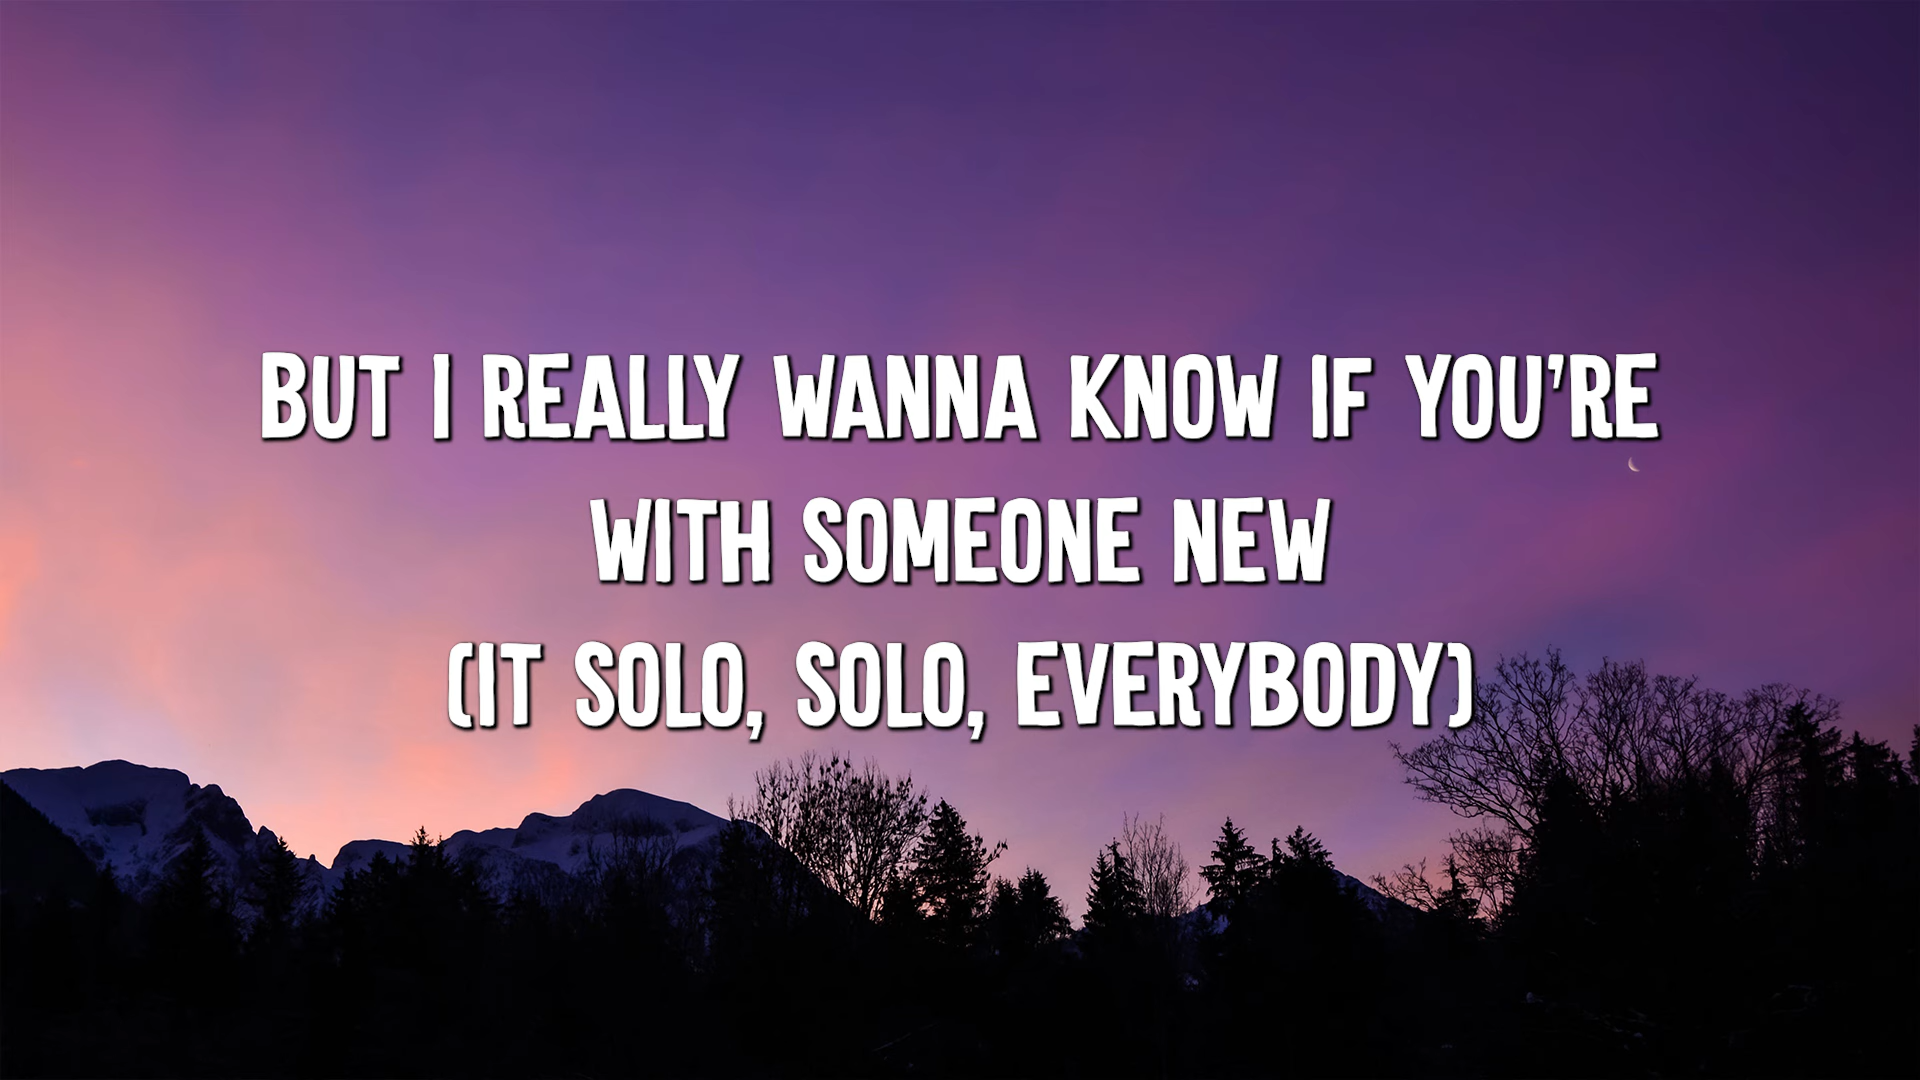 BUT I REALLY WANNA KNOW IF YOU'RE
WITH SOMEONE NEW
(IT SOLO, SOLO, EVERYBODY)